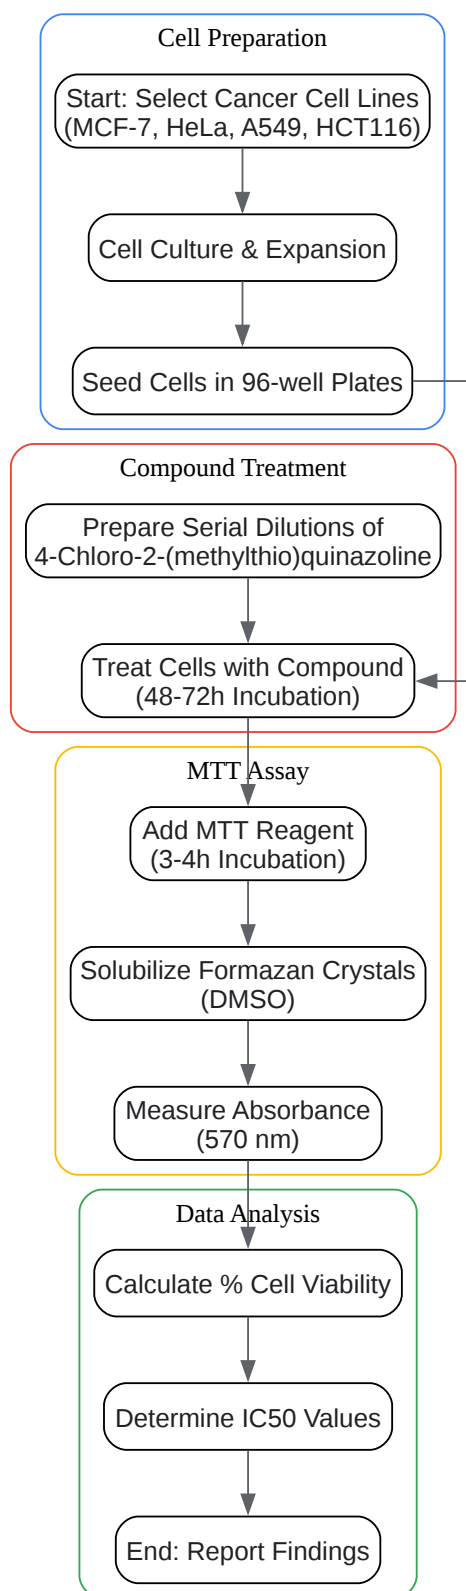 Cell Preparation
Start: Select Cancer Cell Lines
(MCF-7, HeLa, A549, HCT116)
Cell Culture & Expansion
Seed Cells in 96-well Plates
Compound Treatment
Prepare Serial Dilutions of
4-Chloro-2-(methylthio)quinazoline
Treat Cells with Compound
(48-72h Incubation)
MTT Assay
Add MTT Reagent
(3-4h Incubation)
Solubilize Formazan Crystals
(DMSO)
Measure Absorbance
(570 nm)
Data Analysis
Calculate % Cell Viability
Determine IC50 Values
End: Report Findings